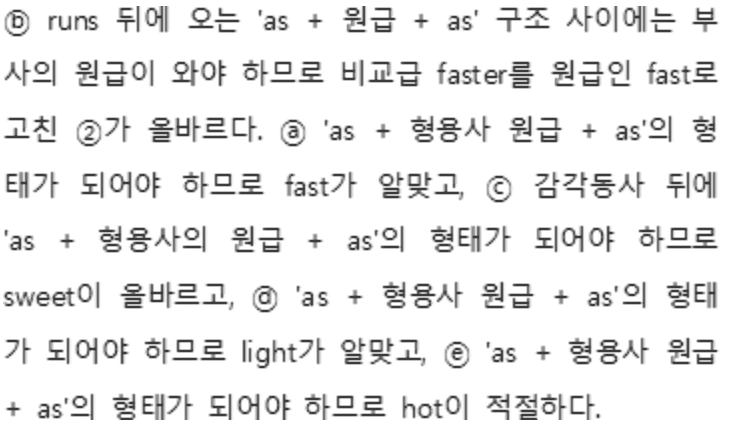 ⓑ runs 뒤에 오는 'as + 원급 + as' 구조 사이에는 부
사의 원급이 와야 하므로 비교급 faster를 원급인 fast로
고친 ②가 올바르다. ⓐ 'as + 형용사 원급 + as'의 형
태가 되어야 하므로 fast가 알맞고, ⓒ 감각동사 뒤에
'as + 형용사의 원급 + as'의 형태가 되어야 하므로
sweet이 올바르고, ⓓ 'as + 형용사 원급 + as'의 형태
가 되어야 하므로 light가 알맞고, ⓔ 'as + 형용사 원급
+ as'의 형태가 되어야 하므로 hot이 적절하다.